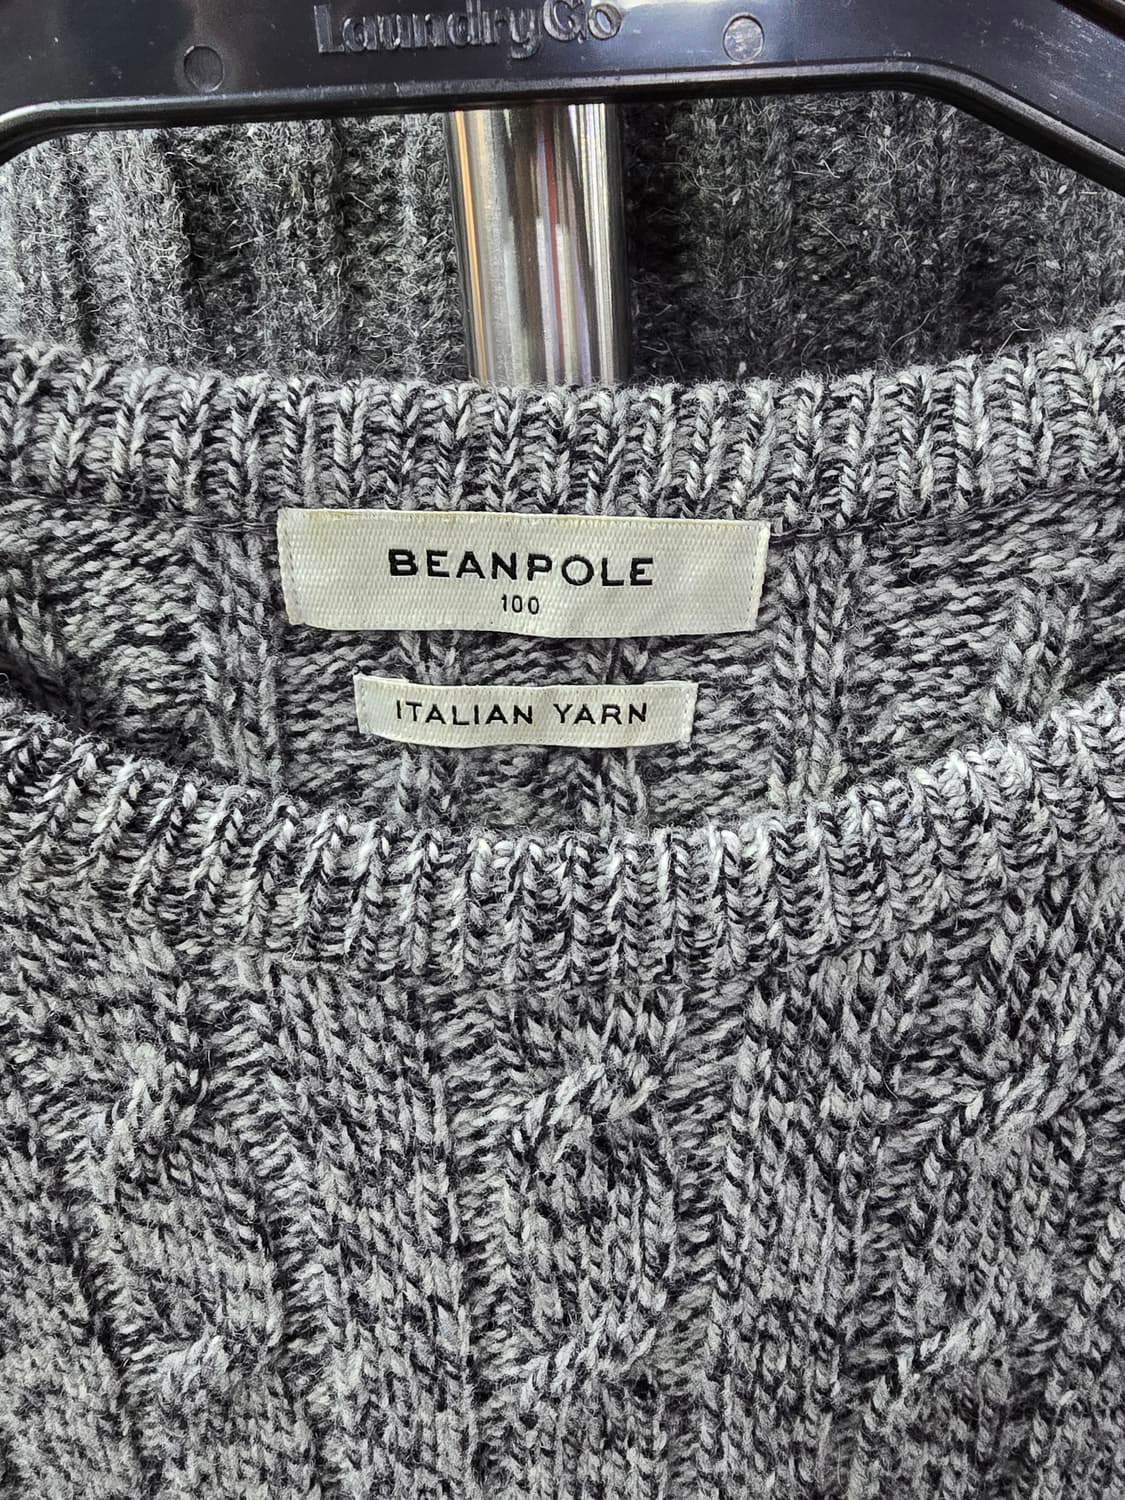 LaundryGo
BEANPOLE
100
ITALIAN YARN